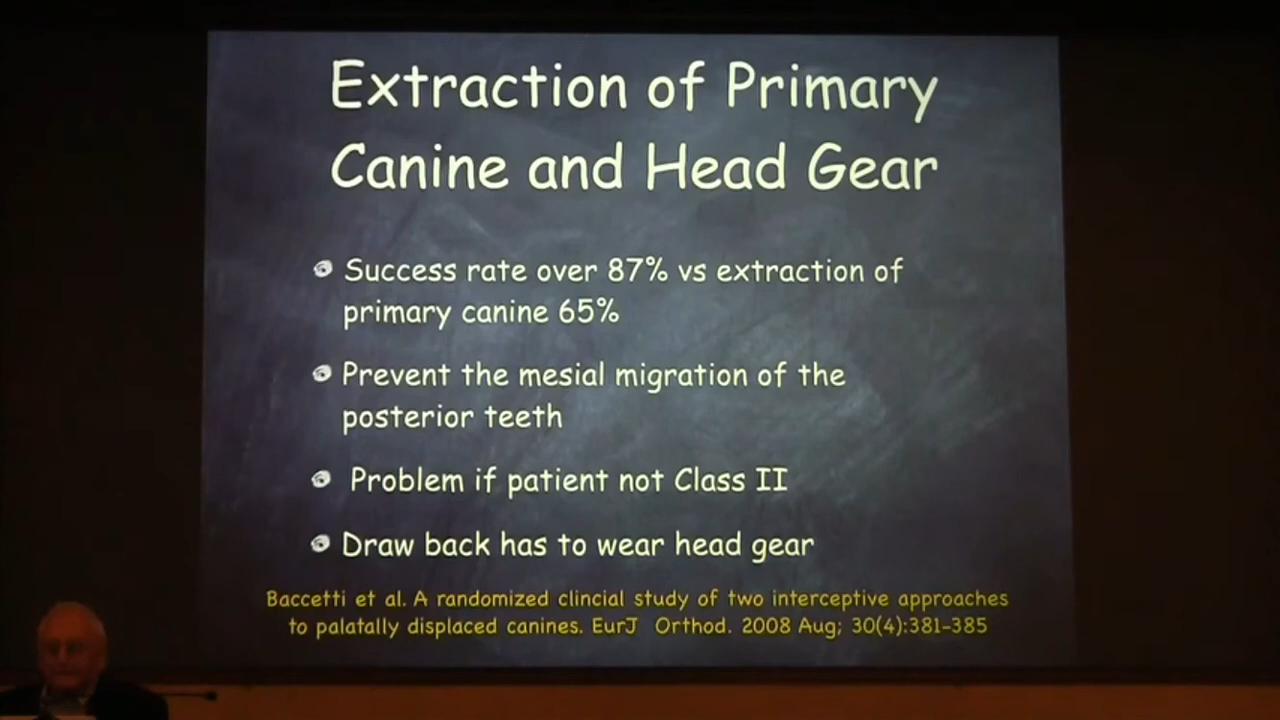 Extraction of Primary
Canine and Head Gear
Success rate over 87% vs extraction of
primary canine 65%
Prevent the mesial migration of the
posterior teeth
Problem if patient not Class II
Draw back has to wear head gear
Baccetti et al. A randomized clincial study of two interceptive approaches
to palatally displaced canines. EurJ Orthod. 2008 Aug; 30(4):381-385